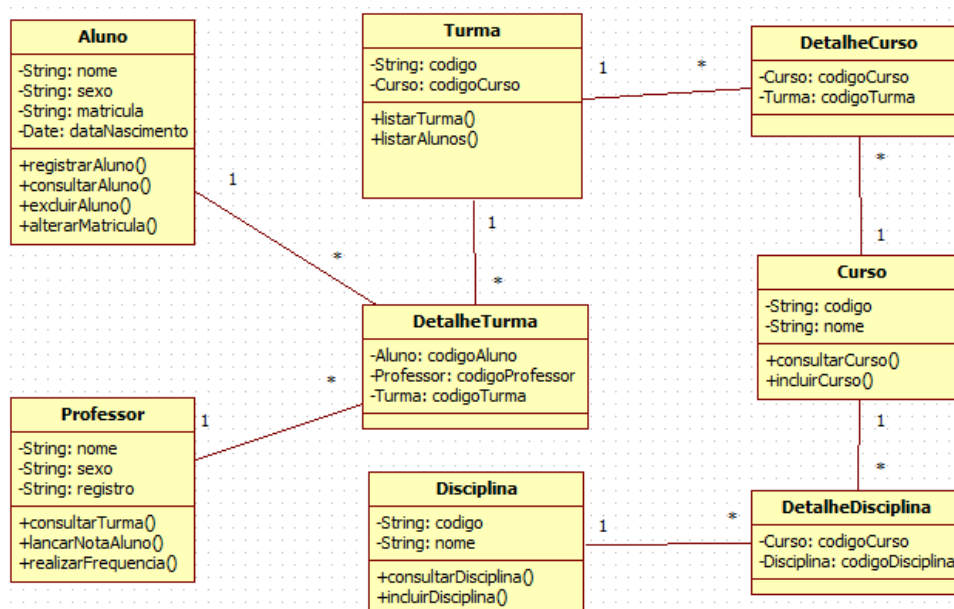 Aluno
-String: nome
-String: sexo
-String: matricula
-Date: dataNascimento
+registrarAluno()
+consultarAluno()
+excluirAluno()
+alterarMatricula()
Turma
-String: codigo
-Curso: codigoCurso
+listarTurma()
+listarAlunos()
DetalheCurso
-Curso: codigoCurso
-Turma: codigoTurma
1
*
1
*
1
*
*
1
DetalheTurma
-Aluno: codigoAluno
-Professor: codigoProfessor
-Turma: codigoTurma
Curso
-String: codigo
-String: nome
+consultarCurso()
+incluirCurso()
Professor
-String: nome
-String: sexo
-String: registro
+consultarTurma()
+lancarNotaAluno()
+realizarFrequencia()
1
*
1
*
Disciplina
-String: codigo
-String: nome
+consultarDisciplina()
+incluirDisciplina()
1
*
DetalheDisciplina
-Curso: codigoCurso
-Disciplina: codigoDisciplina